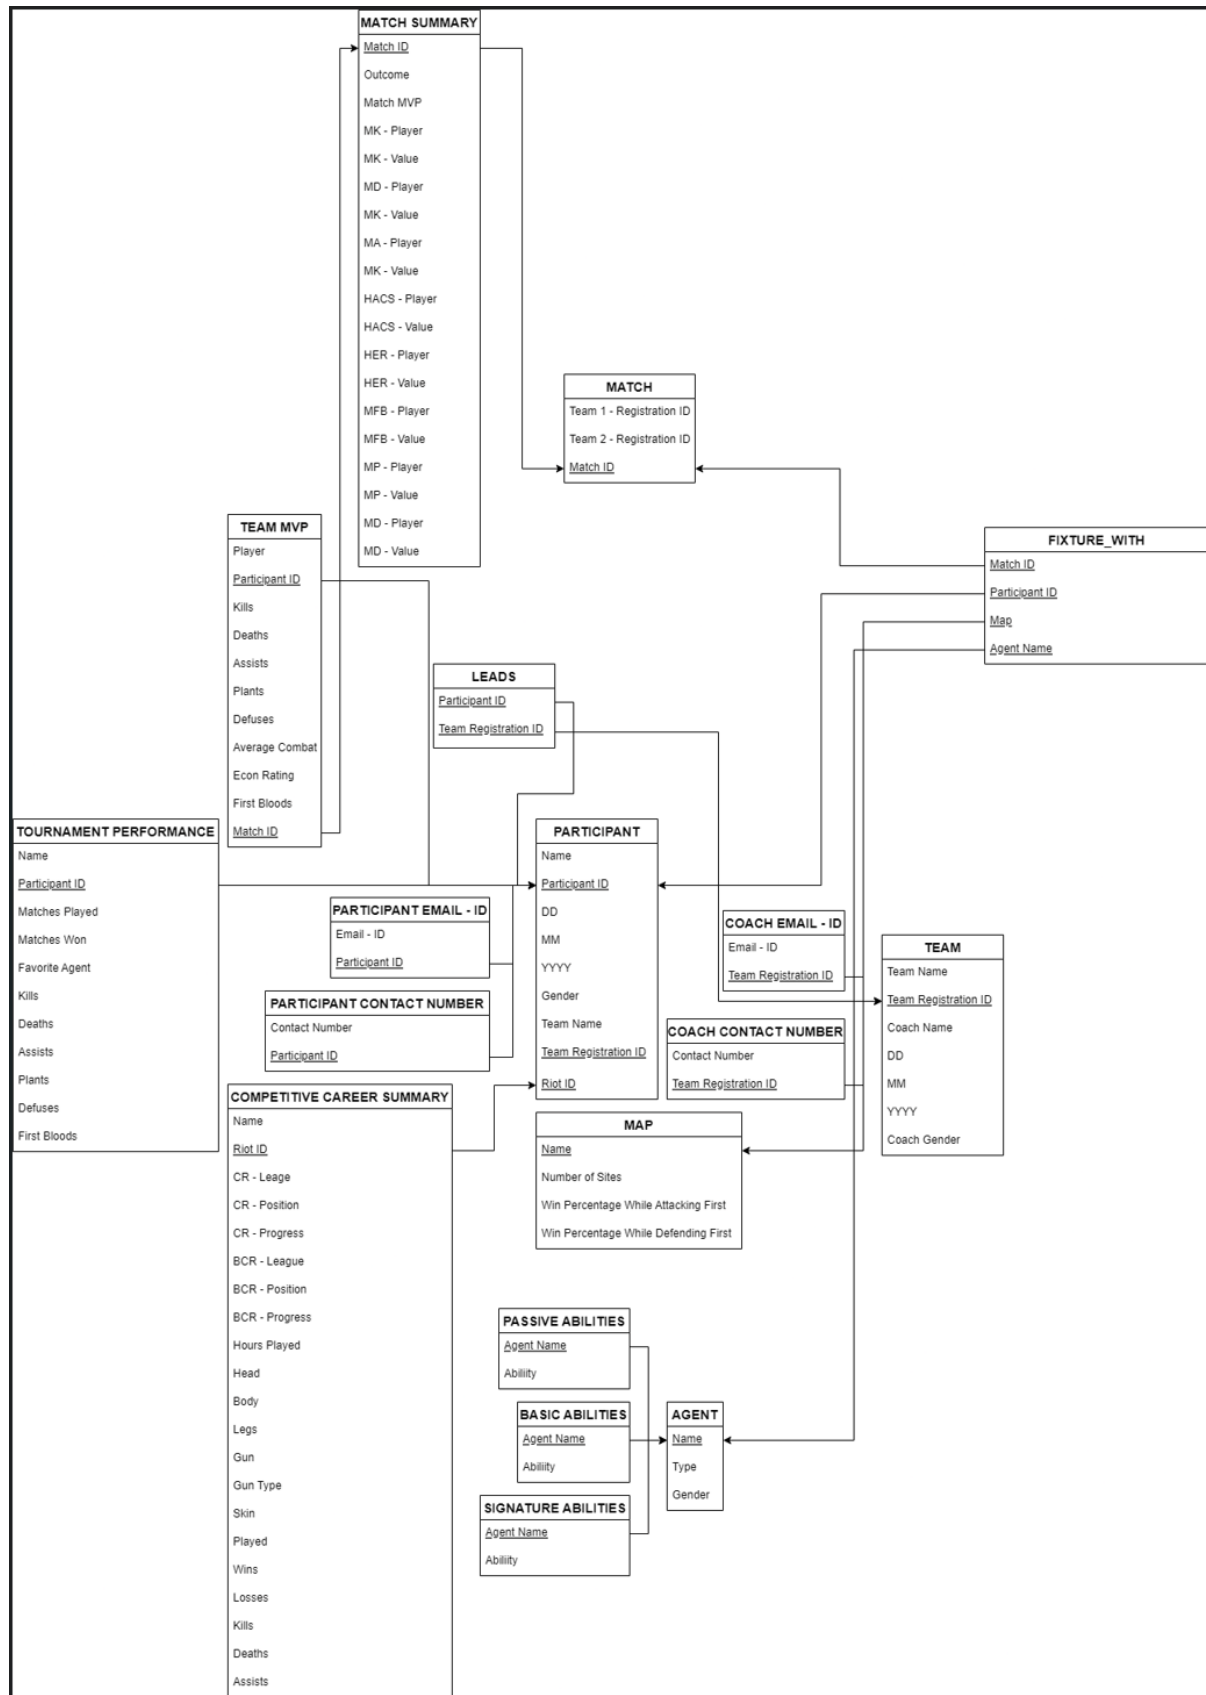 MATCH SUMMARY
Match ID
Outcome
Match MVP
MK - Player
MK - Value
MD - Player
MK - Value
MA - Player
MK - Value
HACS - Player
HACS - Value
HER - Player
HER - Value
MFB - Player
MFB - Value
MP - Player
MP - Value
MD - Player
MD - Value
MATCH
Team 1 - Registration ID
Team 2 - Registration ID
Match ID
TEAM MVP
Player
Participant ID
Kills
Deaths
Assists
Plants
Defuses
Average Combat
Econ Rating
First Bloods
Match ID
FIXTURE_WITH
Match ID
Participant ID
Map
Agent Name
LEADS
Participant ID
Team Registration ID
TOURNAMENT PERFORMANCE
Name
Participant ID
Matches Played
Matches Won
Favorite Agent
Kills
Deaths
Assists
Plants
Defuses
First Bloods
PARTICIPANT
Name
Participant ID
DD
MM
YYYY
Gender
Team Name
Team Registration ID
Riot ID
PARTICIPANT EMAIL - ID
Email - ID
Participant ID
PARTICIPANT CONTACT NUMBER
Contact Number
Participant ID
COACH EMAIL - ID
Email - ID
Team Registration ID
COACH CONTACT NUMBER
Contact Number
Team Registration ID
TEAM
Team Name
Team Registration ID
Coach Name
DD
MM
YYYY
Coach Gender
COMPETITIVE CAREER SUMMARY
Name
Riot ID
CR - Leage
CR - Position
CR - Progress
BCR - League
BCR - Position
BCR - Progress
Hours Played
Head
Body
Legs
Gun
Gun Type
Skin
Played
Wins
Losses
Kills
Deaths
Assists
MAP
Name
Number of Sites
Win Percentage While Attacking First
Win Percentage While Defending First
PASSIVE ABILITIES
Agent Name
Abiliity
BASIC ABILITIES
Agent Name
Abiliity
SIGNATURE ABILITIES
Agent Name
Abiliity
AGENT
Name
Type
Gender